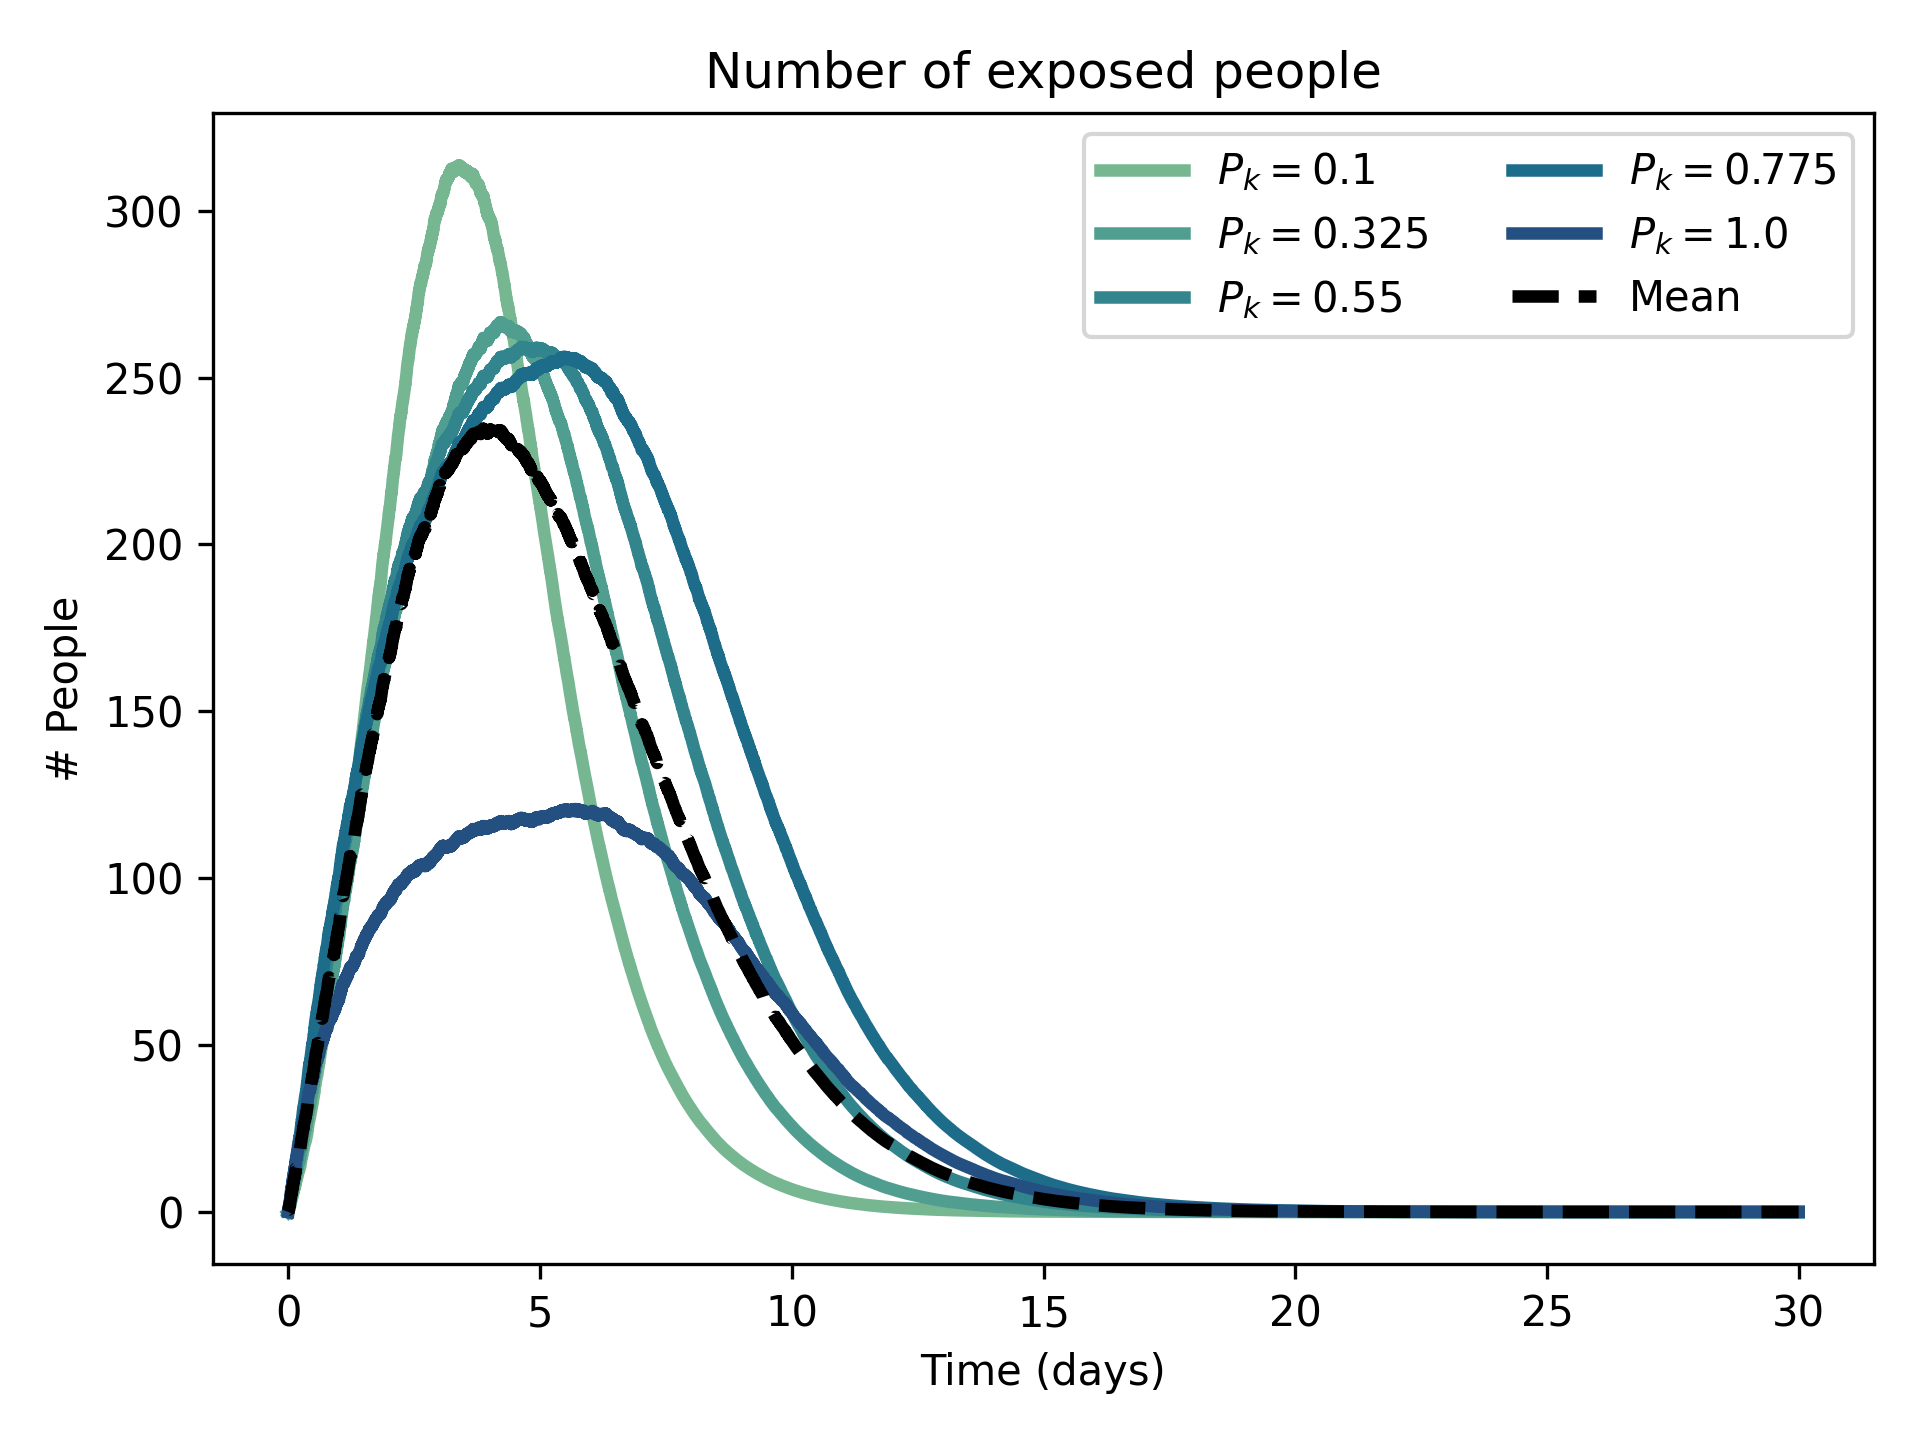 Number of exposed people
# People
300
250
200
150
100
50
0
0 5 10 15 20 25 30
Time (days)
P_k = 0.1
P_k = 0.325
P_k = 0.55
P_k = 0.775
P_k = 1.0
Mean